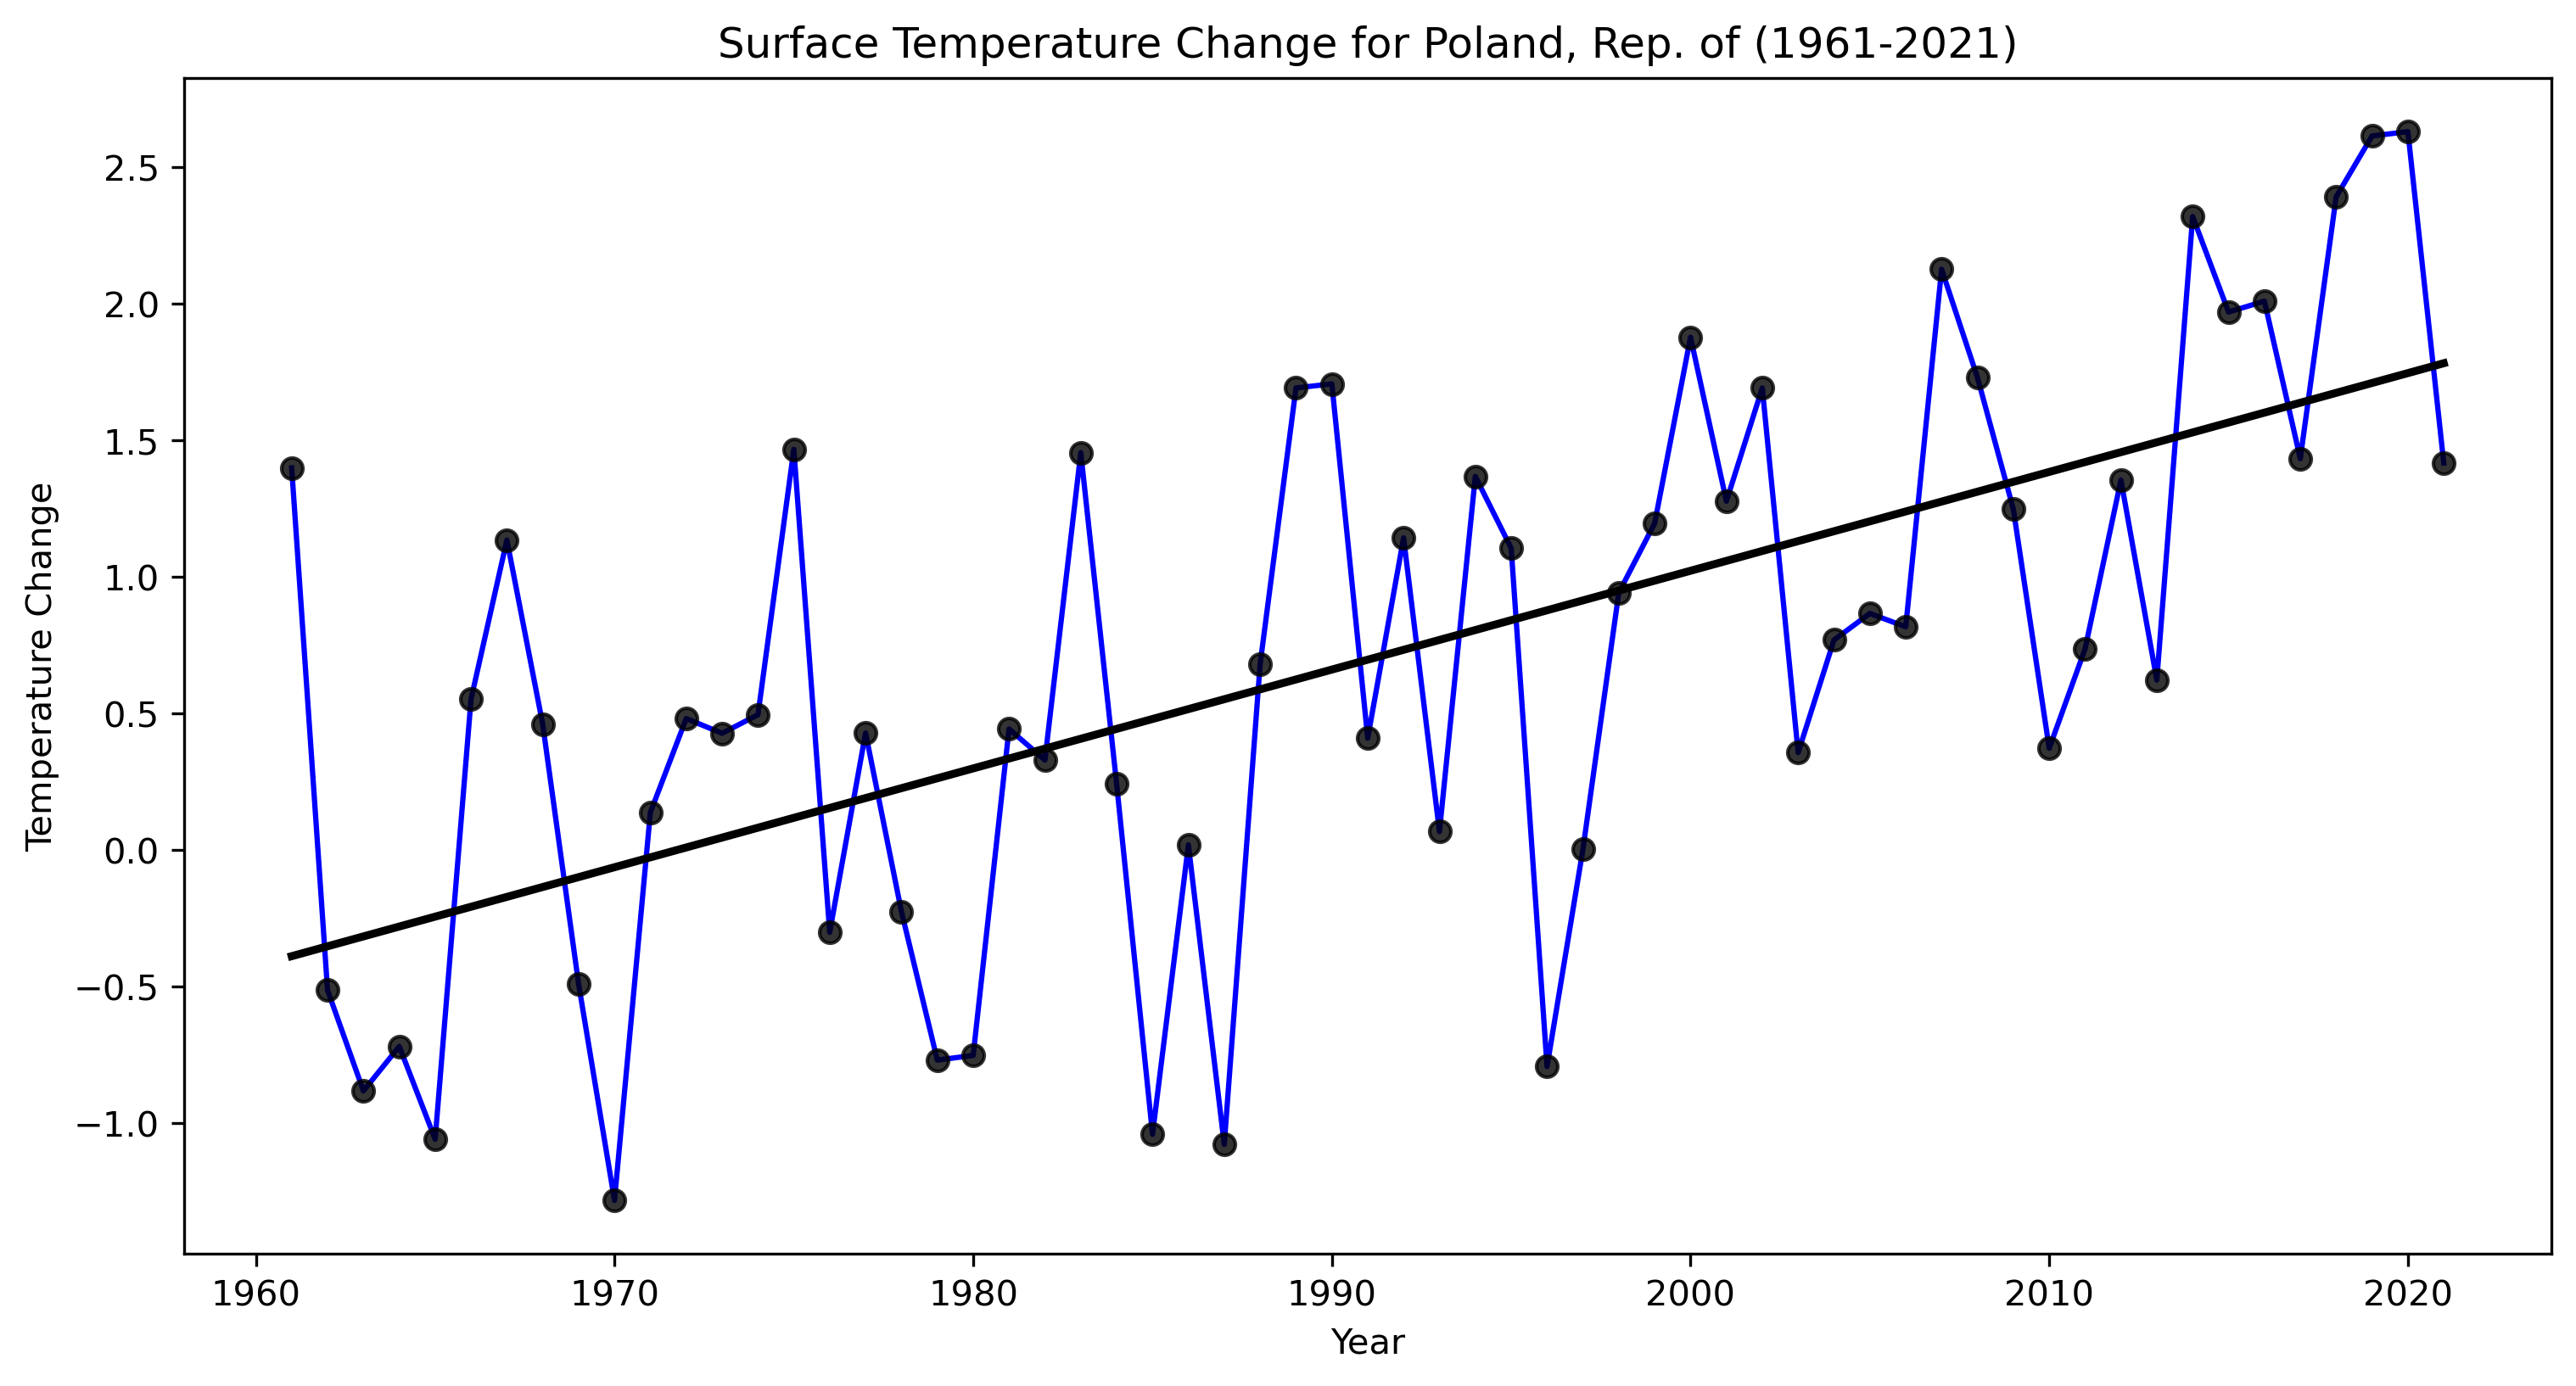 Surface Temperature Change for Poland, Rep. of (1961-2021)
Temperature Change
2.5
2.0
1.5
1.0
0.5
0.0
−0.5
−1.0
1960 1970 1980 1990 2000 2010 2020
Year